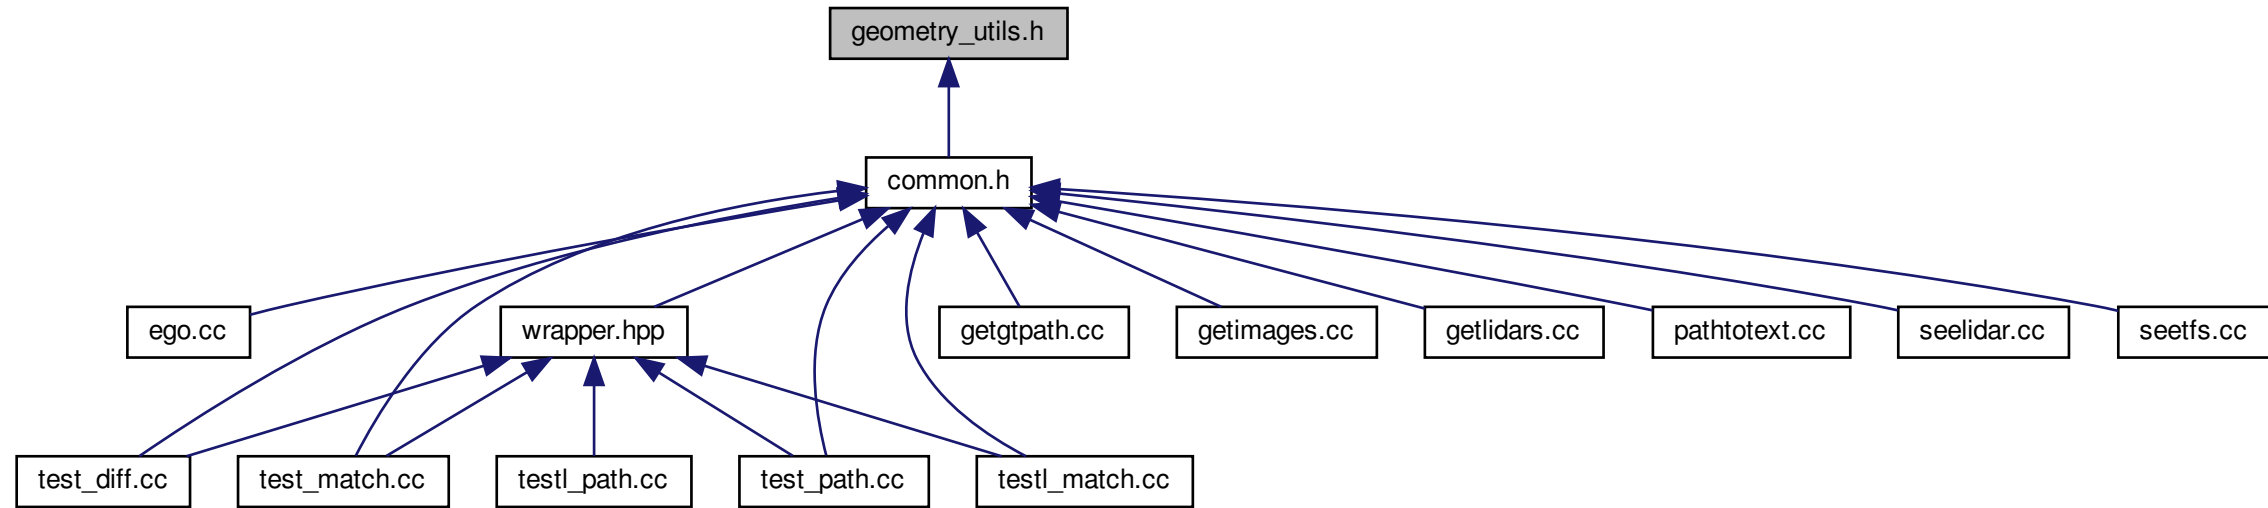 geometry_utils.h
common.h
ego.cc
wrapper.hpp
getgtpath.cc
getimages.cc
getlidars.cc
pathtotext.cc
seelidar.cc
seetfs.cc
test_diff.cc
test_match.cc
testl_path.cc
test_path.cc
testl_match.cc